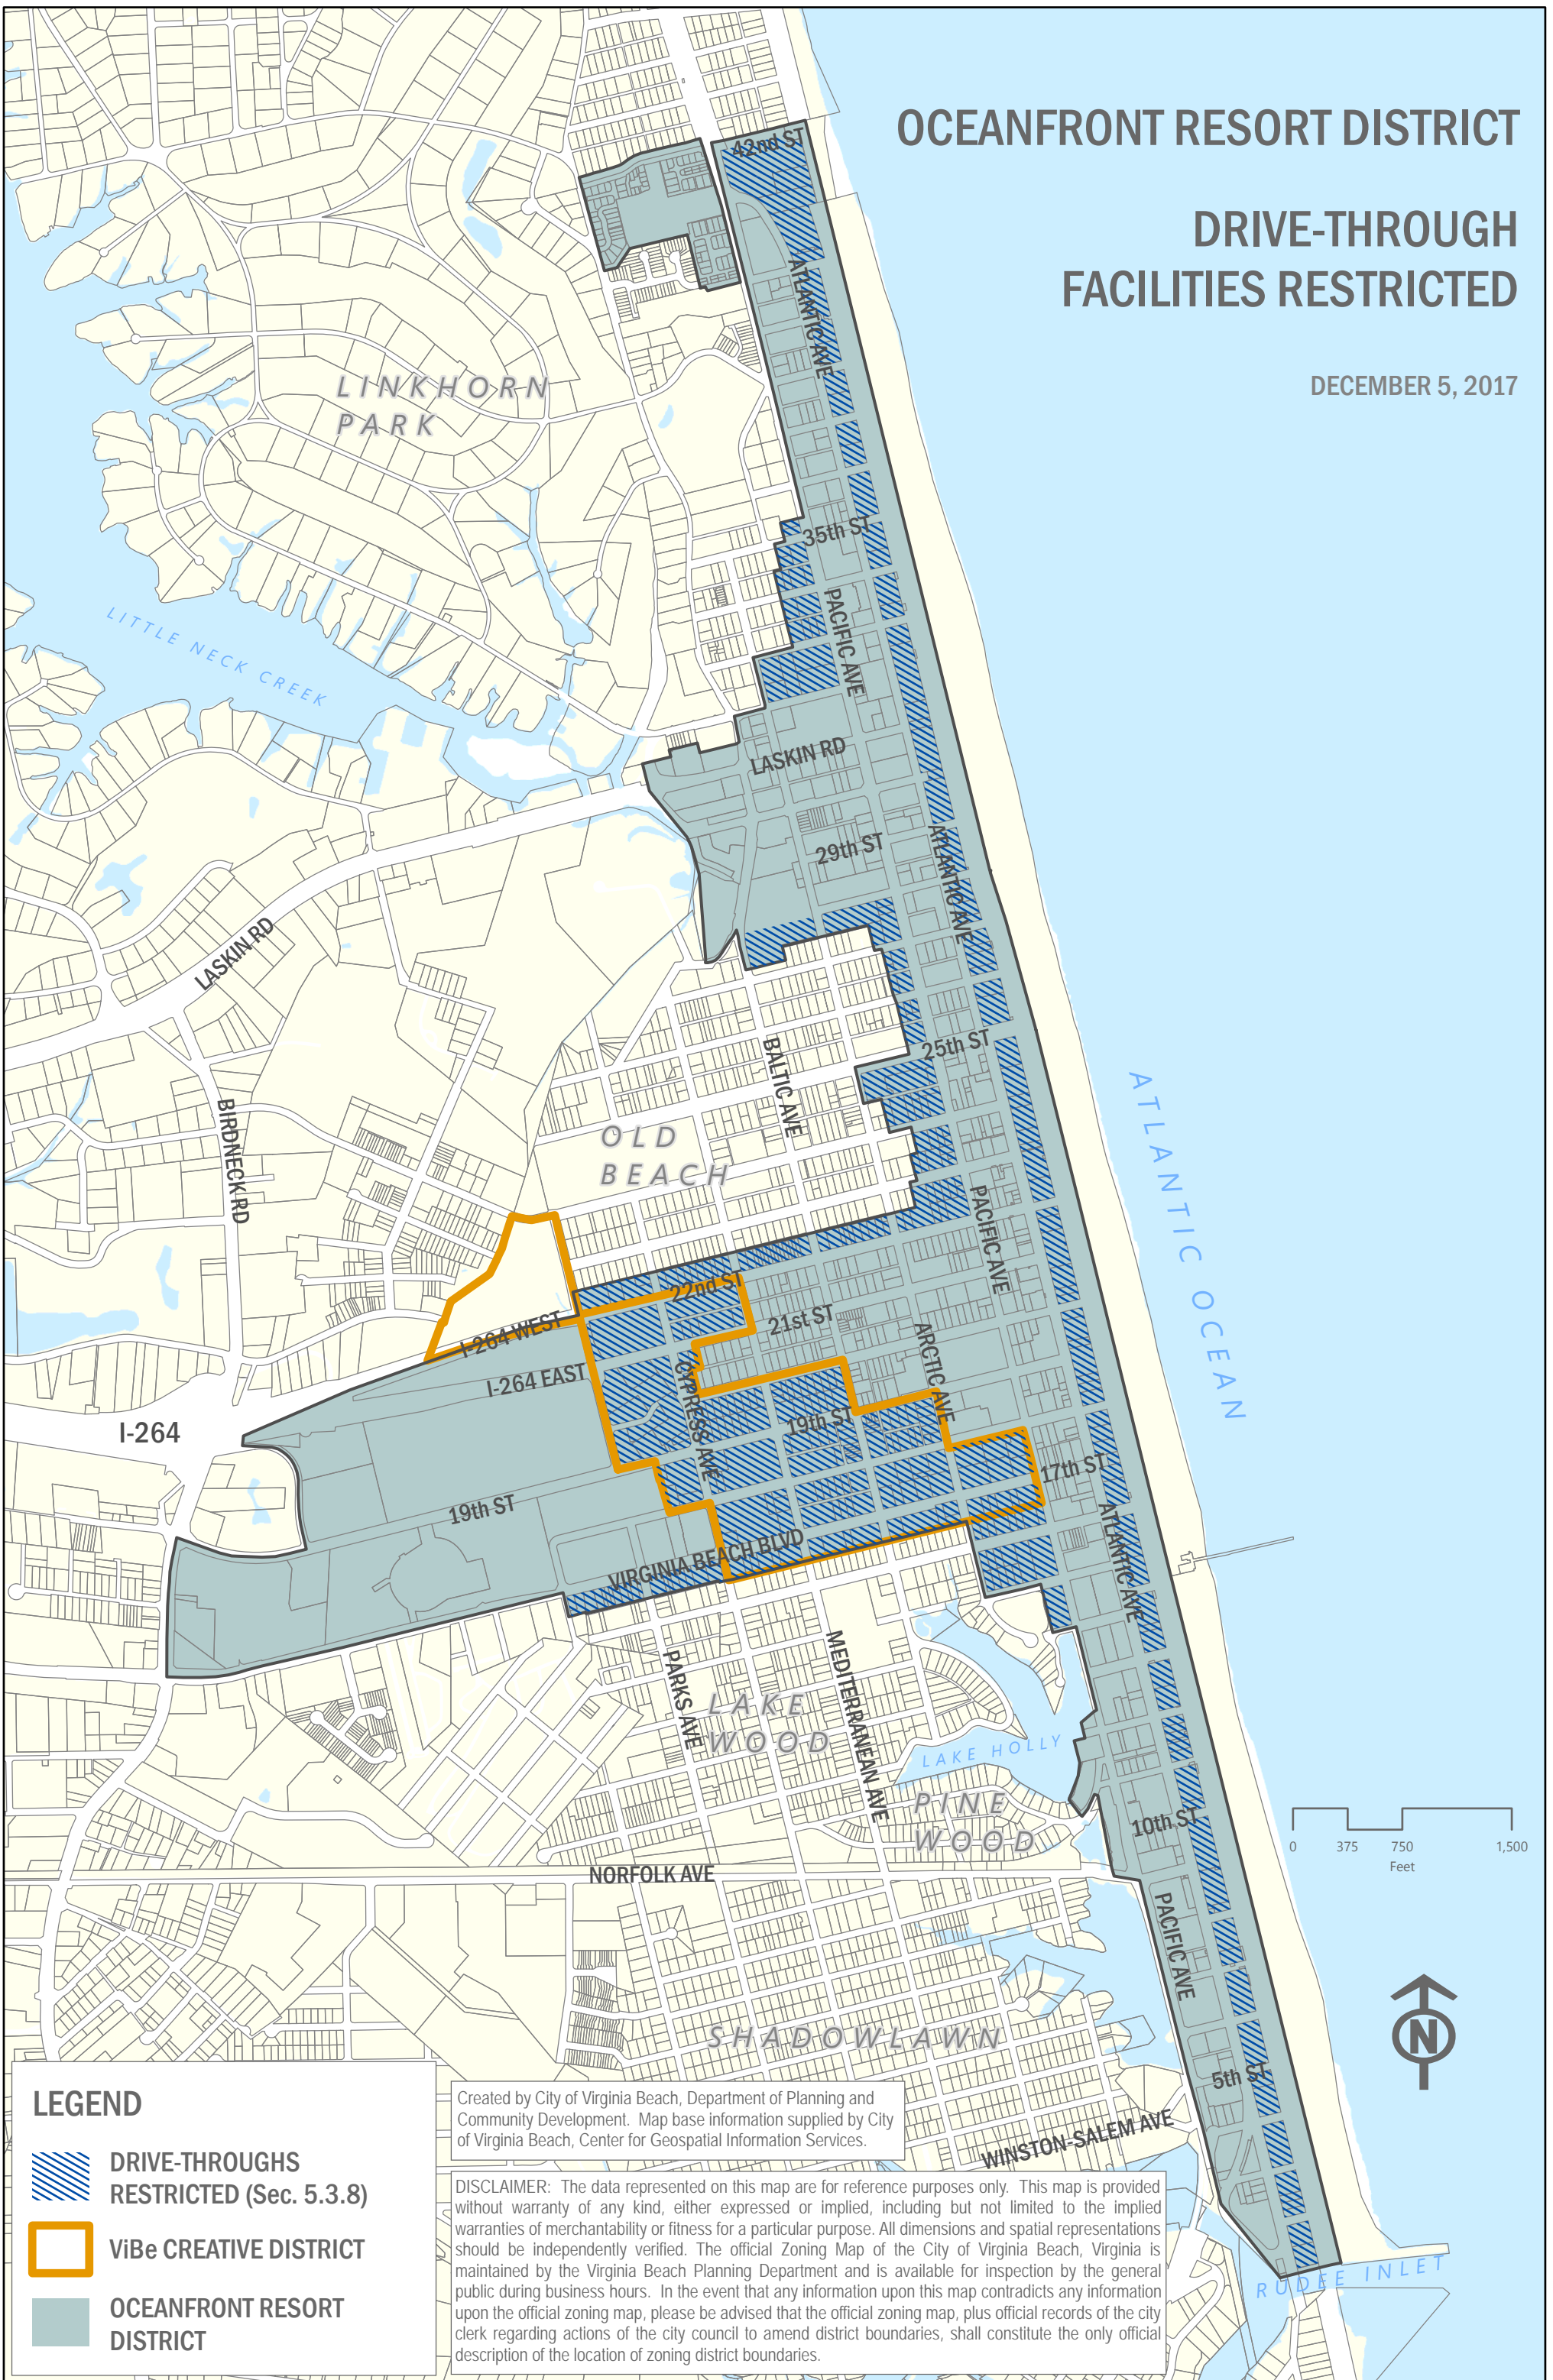 OCEANFRONT RESORT DISTRICT
DRIVE-THROUGH
FACILITIES RESTRICTED
DECEMBER 5, 2017
42nd ST
ATLANTIC AVE
LINKHORN
PARK
35th ST
PACIFIC AVE
LITTLE NECK CREEK
LASKIN RD
29th ST
ATLANTIC AVE
LASKIN RD
25th ST
BALTIC AVE
ATLANTIC OCEAN
BIRDNECK RD
OLD
BEACH
PACIFIC AVE
22nd ST
21st ST
I-264 WEST
ARCTIC AVE
I-264 EAST
CYPRESS AVE
I-264
19th ST
17th ST
19th ST
ATLANTIC AVE
VIRGINIA BEACH BLVD
PARKS AVE
MEDITERRANEAN AVE
LAKE
WOOD
LAKE HOLLY
PINE
WOOD
10th ST
0 375 750 1,500
Feet
NORFOLK AVE
PACIFIC AVE
N
SHADOWLAWN
5th ST
WINSTON-SALEM AVE
RUDEE INLET
LEGEND
DRIVE-THROUGHS
RESTRICTED (Sec. 5.3.8)
ViBe CREATIVE DISTRICT
OCEANFRONT RESORT
DISTRICT
Created by City of Virginia Beach, Department of Planning and
Community Development. Map base information supplied by City
of Virginia Beach, Center for Geospatial Information Services.
DISCLAIMER: The data represented on this map are for reference purposes only. This map is provided
without warranty of any kind, either expressed or implied, including but not limited to the implied
warranties of merchantability or fitness for a particular purpose. All dimensions and spatial representations
should be independently verified. The official Zoning Map of the City of Virginia Beach, Virginia is
maintained by the Virginia Beach Planning Department and is available for inspection by the general
public during business hours. In the event that any information upon this map contradicts any information
upon the official zoning map, please be advised that the official zoning map, plus official records of the city
clerk regarding actions of the city council to amend district boundaries, shall constitute the only official
description of the location of zoning district boundaries.